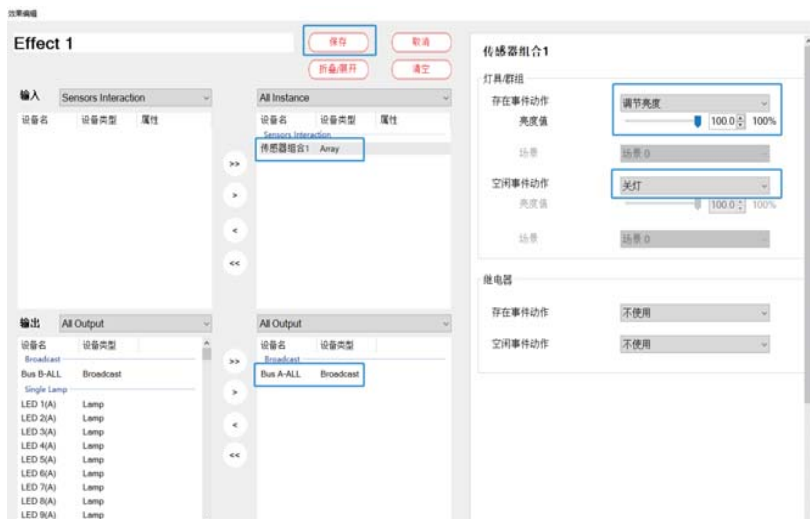 效果编辑
Effect 1
保存
取消
折叠/展开
清空
输入 Sensors Interaction
设备名 设备类型 属性
All Instance
设备名 设备类型 属性
Sensors Interaction
传感器组合1 Array
>>
>
<
<<
输出 All Output
设备名 设备类型
Broadcast
Bus B-ALL Broadcast
Single Lamp
LED 1(A) Lamp
LED 2(A) Lamp
LED 3(A) Lamp
LED 4(A) Lamp
LED 5(A) Lamp
LED 6(A) Lamp
LED 7(A) Lamp
LED 8(A) Lamp
LED 9(A) Lamp
>>
>
<
<<
All Output
设备名 设备类型
Broadcast
Bus A-ALL Broadcast
传感器组合1
灯具/群组
存在事件动作 调节亮度
亮度值 100.0 100%
场景 场景 0
空闲事件动作 关灯
亮度值 100.0 100%
场景 场景 0
继电器
存在事件动作 不使用
空闲事件动作 不使用